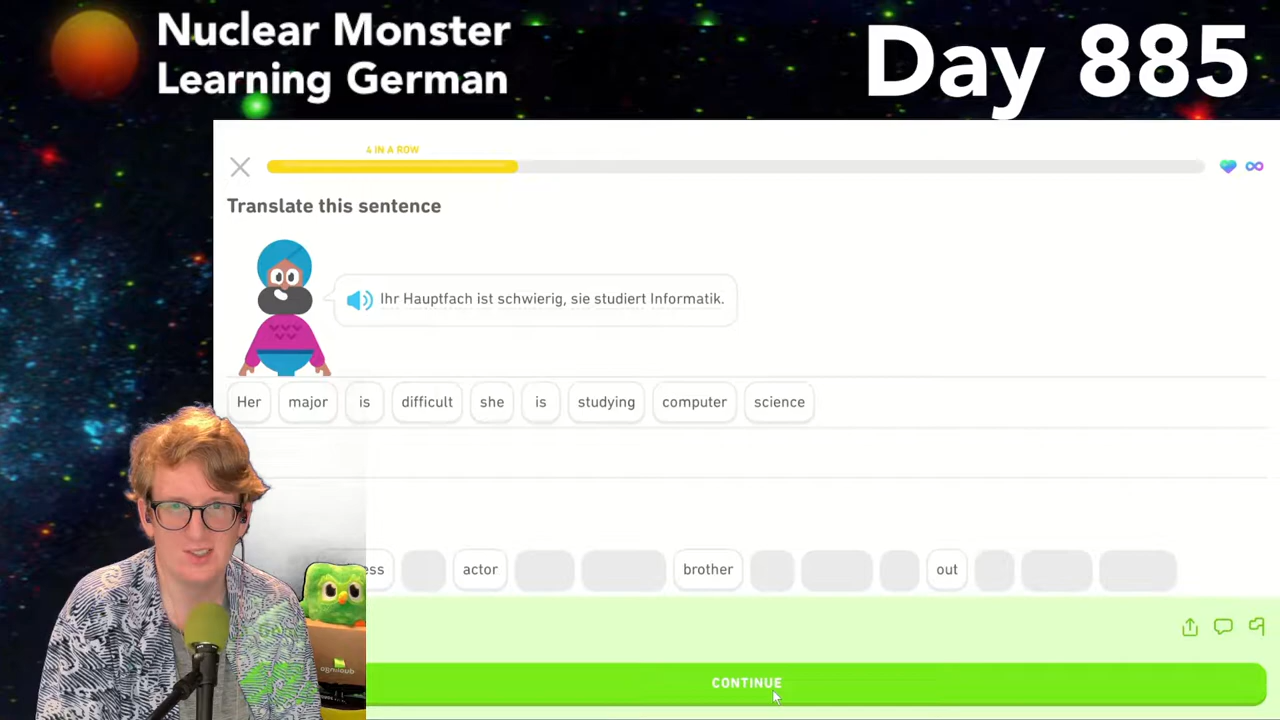 Nuclear Monster
Learning German
Day 885
4 IN A ROW
Translate this sentence
Ihr Hauptfach ist schwierig, sie studiert Informatik.
Her major is difficult she is studying computer science
actor brother out
CONTINUE